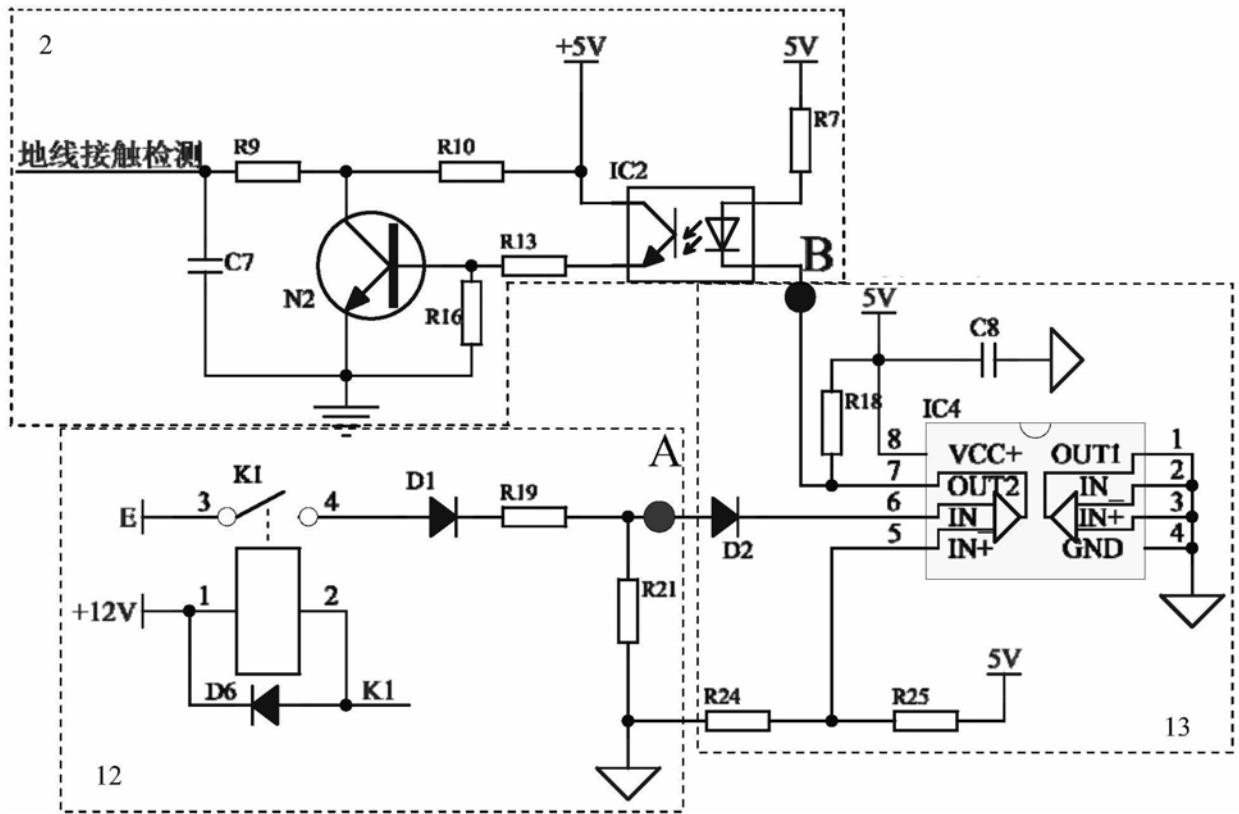 2
+5V
5V
R7
地线接触检测
R9
R10
IC2
C7
N2
R13
R16
B
5V
C8
R18
IC4
A
8
VCC+
OUT1
1
7
OUT2
IN_
2
6
IN_
IN+
3
5
IN+
GND
4
K1
E
3
4
D1
R19
D2
+12V
1
2
R21
D6
K1
R24
R25
5V
12
13